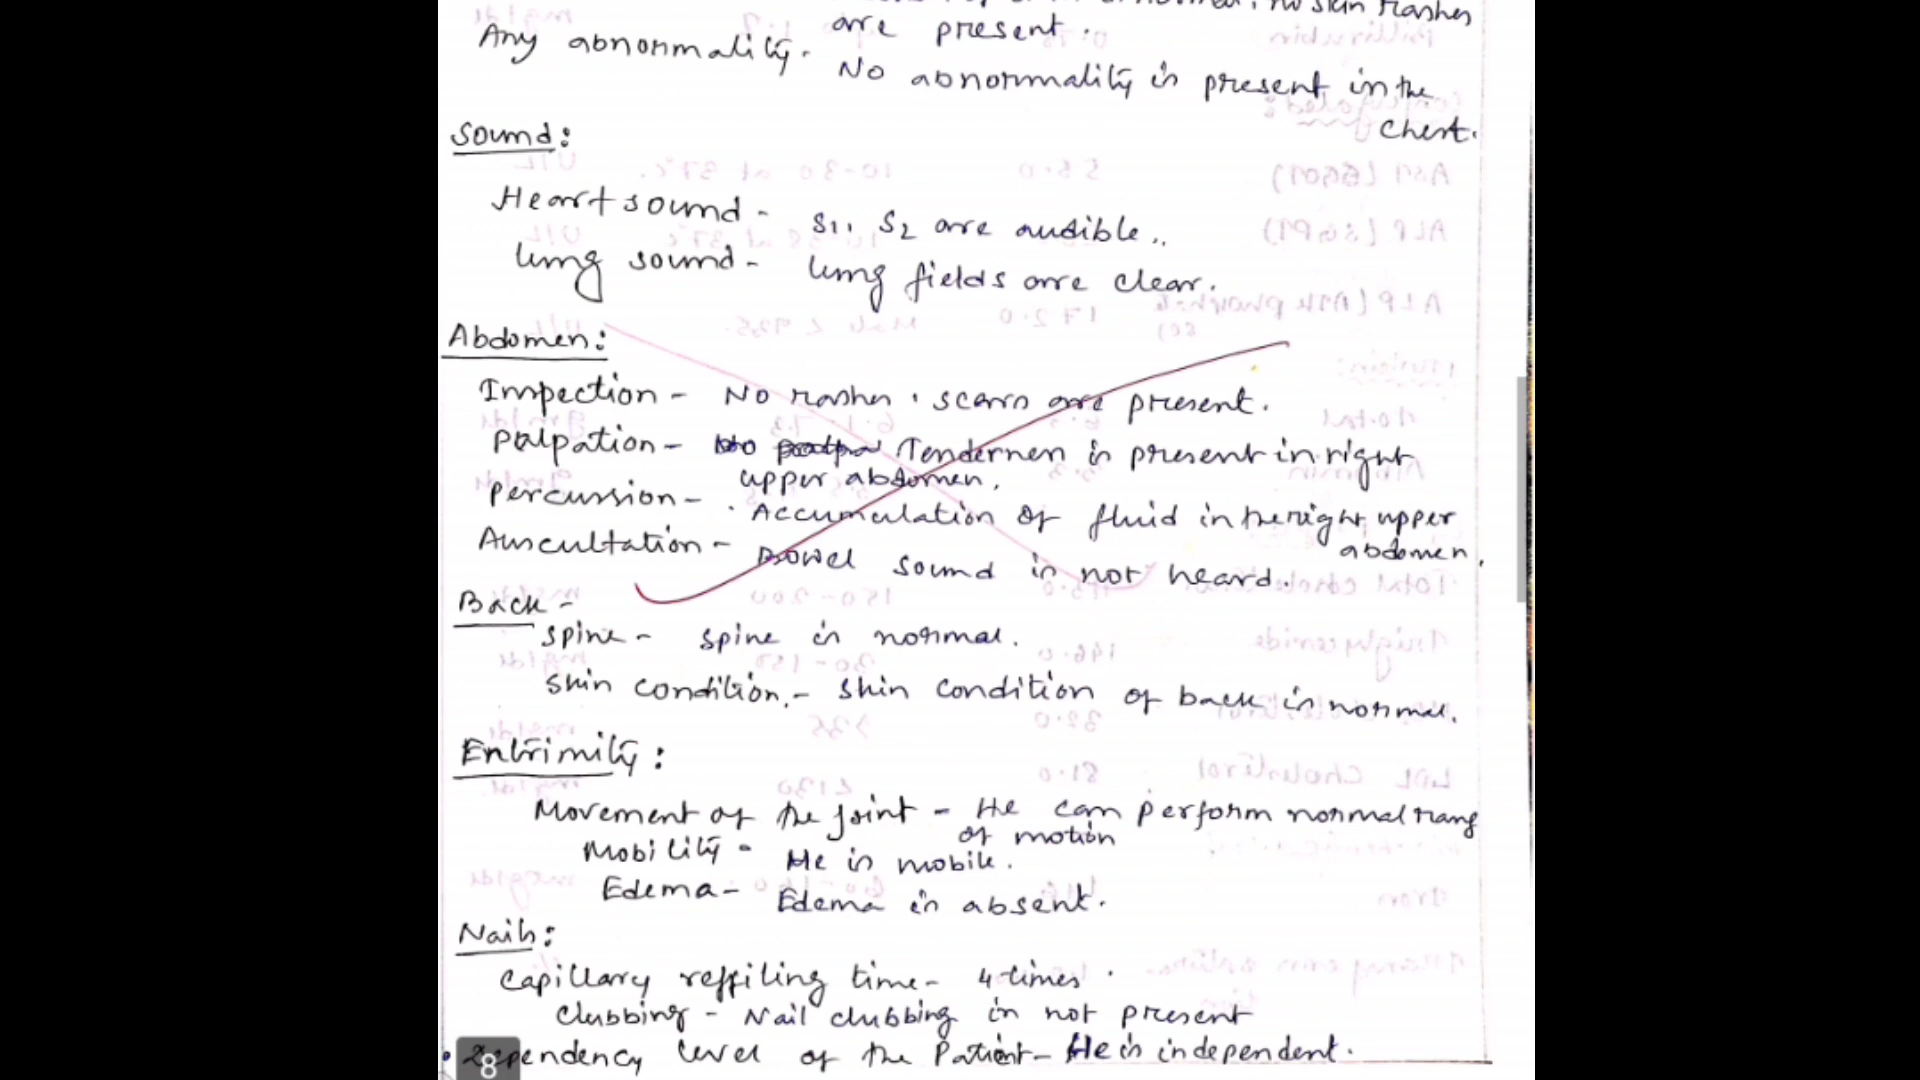 are present.
Any abnormality. No abnormality is present in the
chest.
Sound:
Heart sound - S1, S2 are audible..
Lung sound - Lung fields are clear.
Abdomen:
Inspection - No rashes, scars are present.
Palpation - No Tenderness is present in right
upper abdomen.
Percussion - Accumulation of fluid in the right upper
abdomen.
Auscultation - Bowel sound is not heard.
Back -
Spine - Spine is normal.
Skin condition. - Skin condition of back is normal.
Extrimity:
Movement of the Joint - He can perform normal rang
of motion
Mobility - He is mobile.
Edema - Edema is absent.
Nails:
Capillary reffiling time - 4 times.
Clubbing - Nail clubbing is not present
Dependency level of the Patient - He is independent.
8